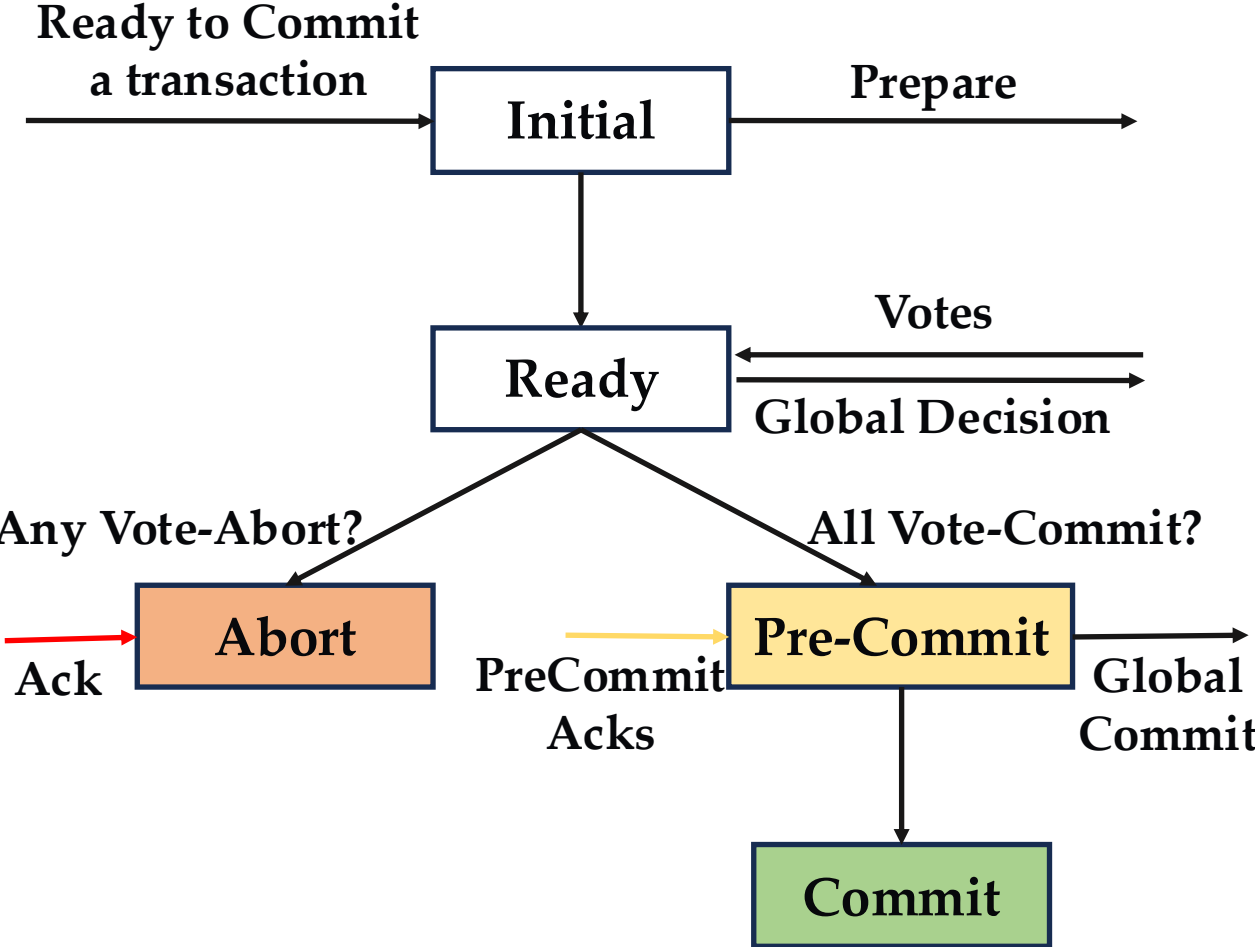 Ready to Commit
a transaction
Initial
Prepare
Ready
Votes
Global Decision
Any Vote-Abort?
All Vote-Commit?
Abort
Ack
Pre-Commit
PreCommit
Acks
Global
Commit
Commit